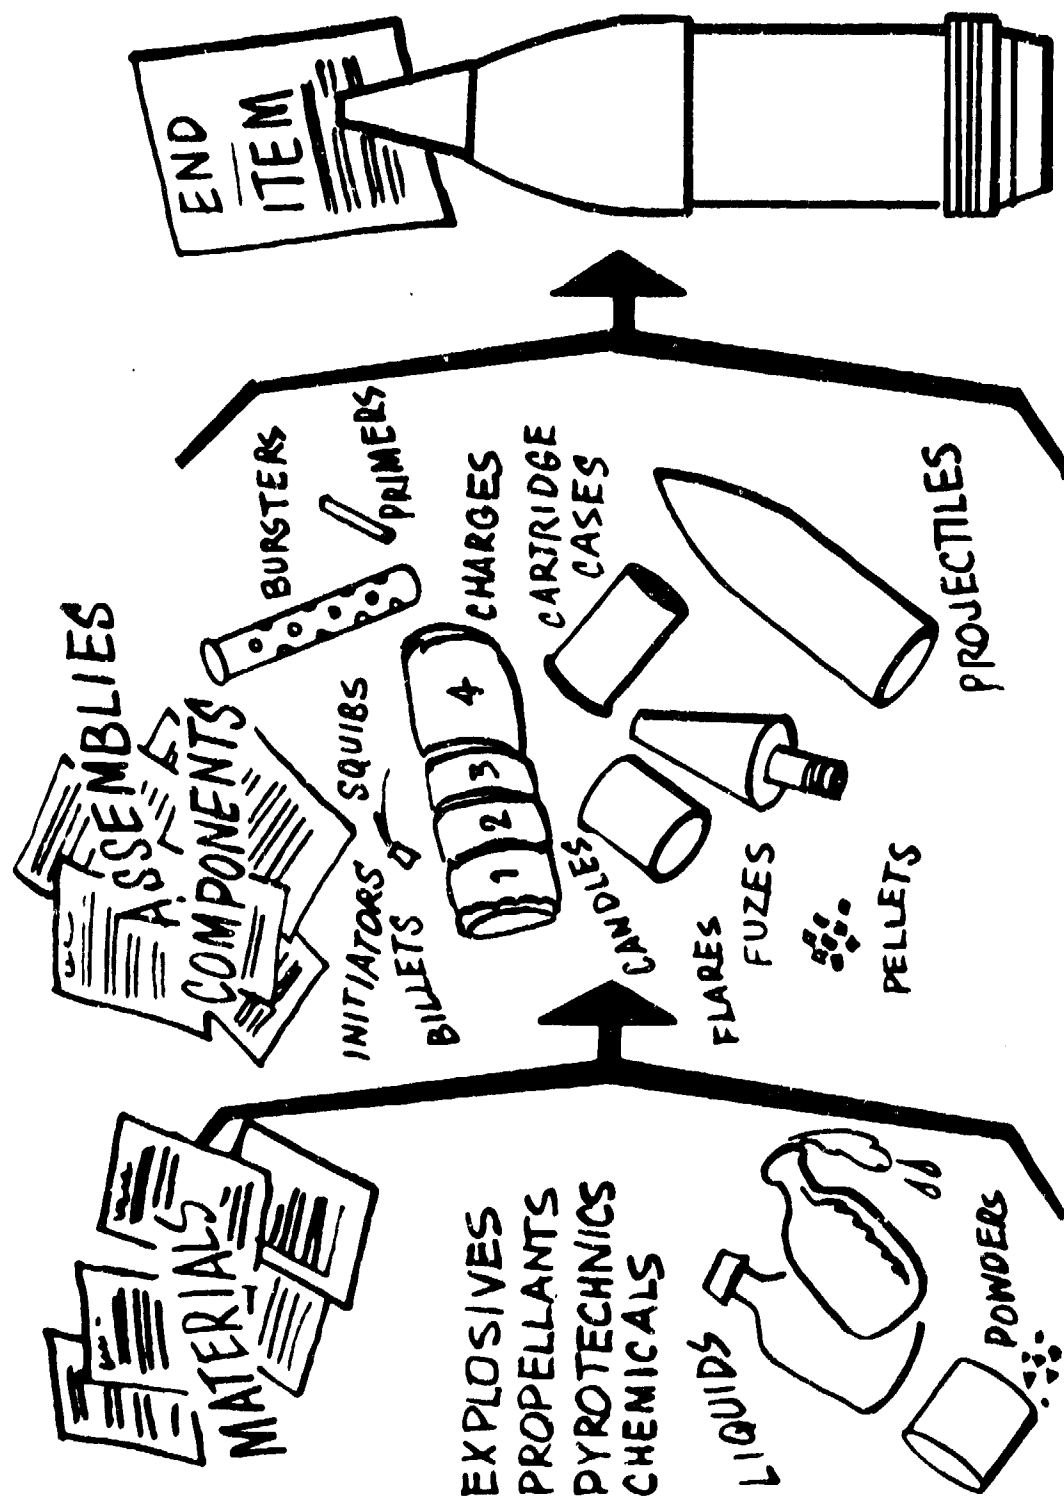 MATERIALS
EXPLOSIVES
PROPELLANTS
PYROTECHNICS
CHEMICALS
LIQUIDS
POWDERS
ASSEMBLIES
COMPONENTS
INITIATORS
SQUIBS
BILLETS
BURSTERS
PRIMERS
1 2 3 4
CHARGES
CARTRIDGE
CASES
CANDLES
FLARES
FUZES
PELLETS
PROJECTILES
END
ITEM